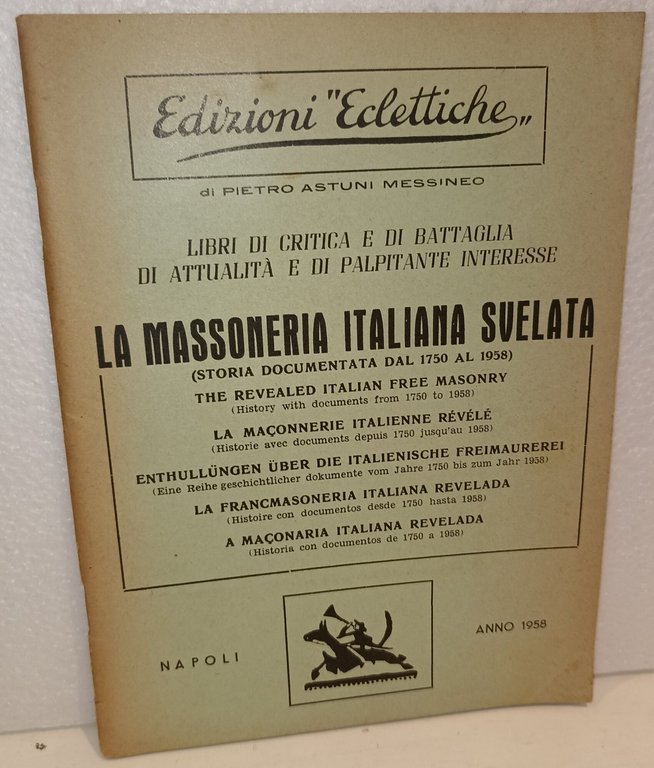 Edizioni "Eclettiche„
di PIETRO ASTUNI MESSINEO
LIBRI DI CRITICA E DI BATTAGLIA
DI ATTUALITÀ E DI PALPITANTE INTERESSE
LA MASSONERIA ITALIANA SVELATA
(STORIA DOCUMENTATA DAL 1750 AL 1958)
THE REVEALED ITALIAN FREE MASONRY
(History with documents from 1750 to 1958)
LA MAÇONNERIE ITALIENNE RÉVÉLÉ
(Historie avec documents depuis 1750 jusqu'au 1958)
ENTHULLÜNGEN ÜBER DIE ITALIENISCHE FREIMAUREREI
(Eine Reihe geschichtlicher dokumente vom Jahre 1750 bis zum Jahr 1958)
LA FRANCMASONERIA ITALIANA REVELADA
(Histoire con documentos desde 1750 hasta 1958)
A MAÇONARIA ITALIANA REVELADA
(Historia con documentos de 1750 a 1958)
NAPOLI
ANNO 1958